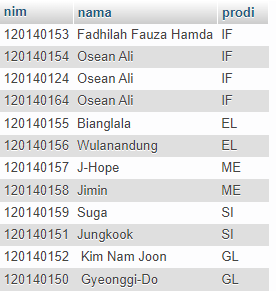 nim nama prodi
120140153 Fadhilah Fauza Hamda IF
120140154 Osean Ali IF
120140124 Osean Ali IF
120140164 Osean Ali IF
120140155 Bianglala EL
120140156 Wulanandung EL
120140157 J-Hope ME
120140158 Jimin ME
120140159 Suga SI
120140151 Jungkook SI
120140152 Kim Nam Joon GL
120140150 Gyeonggi-Do GL